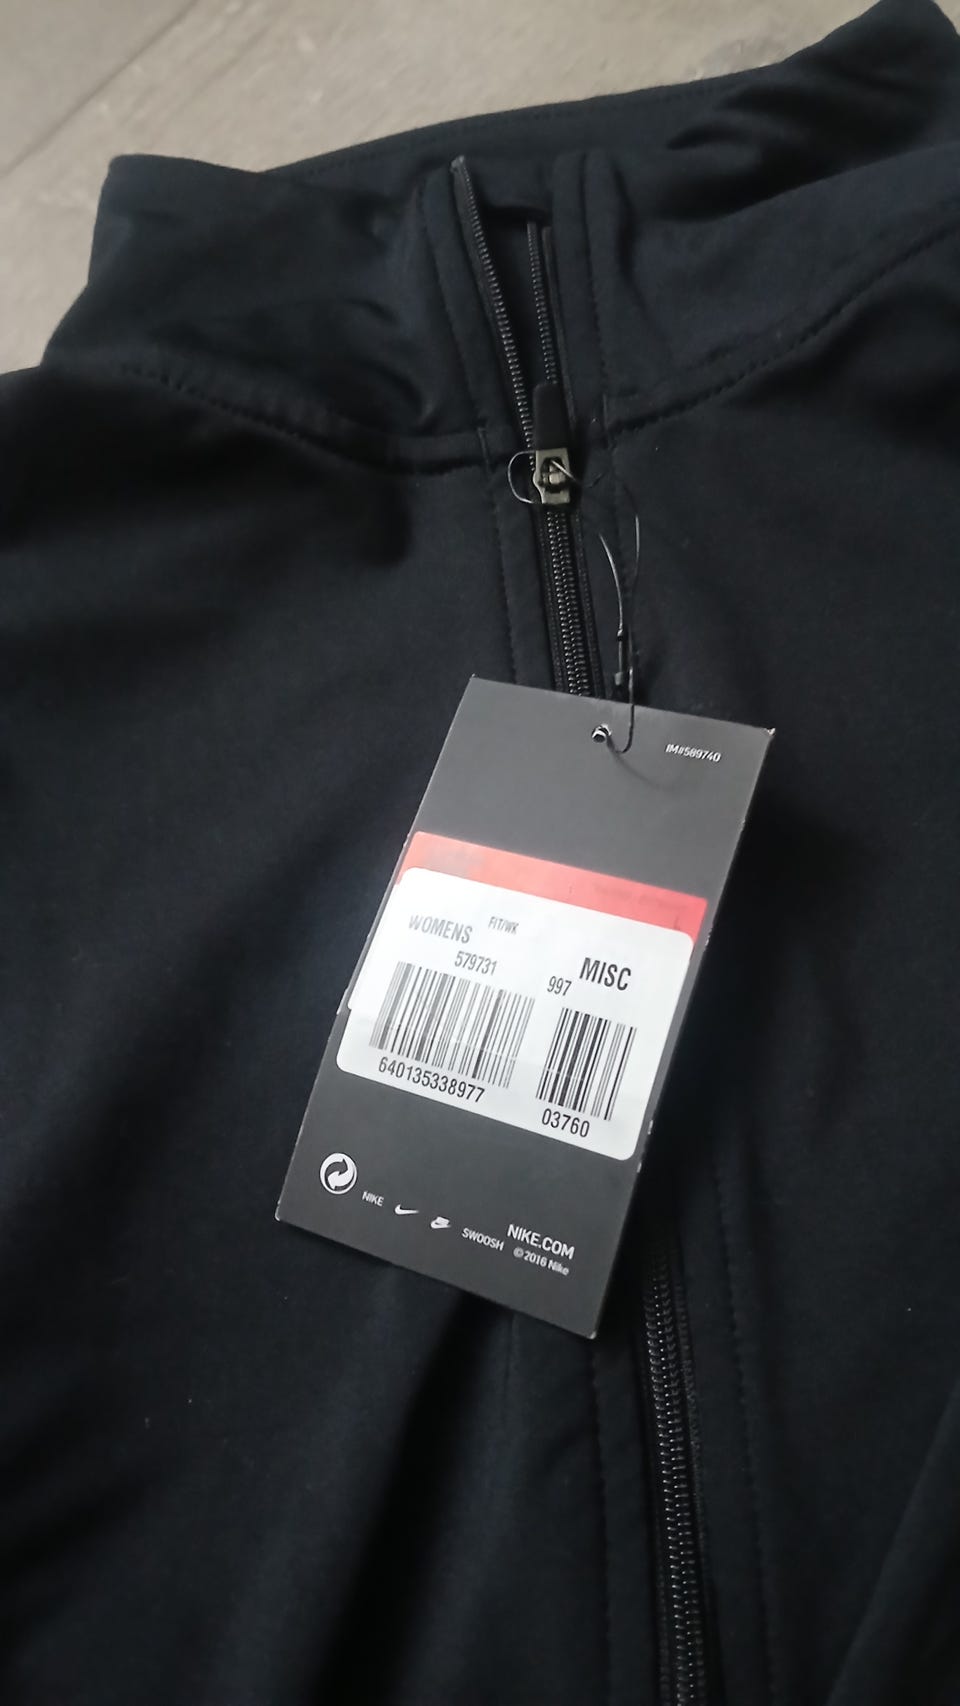 IM#589740
WOMENS FIT/WK
579731
997 MISC
640135338977
03760
NIKE
SWOOSH
NIKE.COM
©2016 Nike